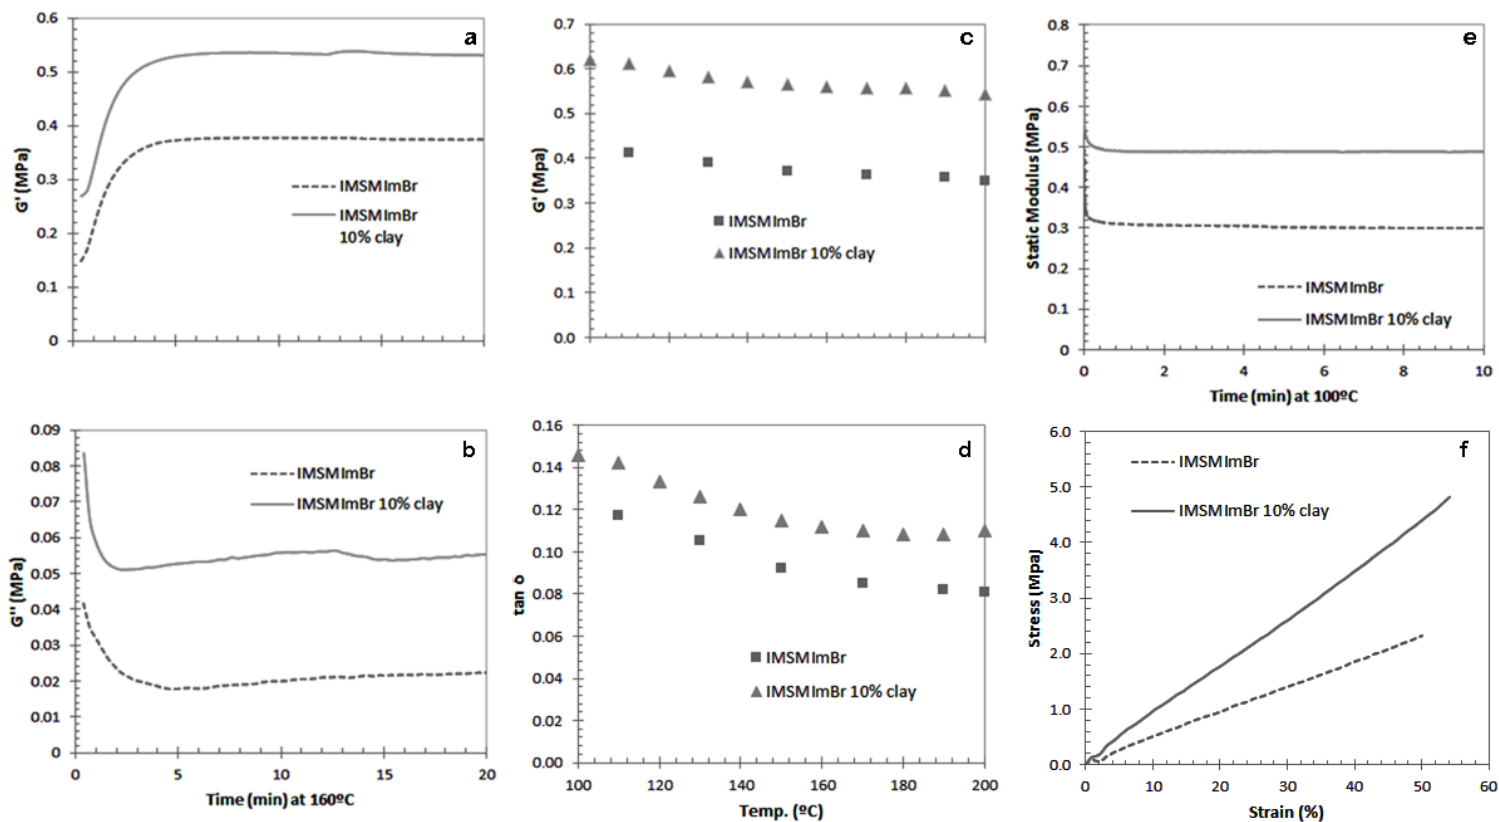 a
0.6
0.5
0.4
0.3
0.2
0.1
0
G' (MPa)
IMSMImBr
IMSMImBr
10% clay
c
0.7
0.6
0.5
0.4
0.3
0.2
0.1
0.0
G' (Mpa)
IMSMImBr
IMSMImBr 10% clay
e
0.8
0.7
0.6
0.5
0.4
0.3
0.2
0.1
0
Static Modulus (MPa)
IMSMImBr
IMSMImBr 10% clay
0 2 4 6 8 10
Time (min) at 100ºC
b
0.09
0.08
0.07
0.06
0.05
0.04
0.03
0.02
0.01
0
G'' (MPa)
IMSMImBr
IMSMImBr 10% clay
0 5 10 15 20
Time (min) at 160ºC
d
0.16
0.14
0.12
0.10
0.08
0.06
0.04
0.02
0.00
tan δ
IMSMImBr
IMSMImBr 10% clay
100 120 140 160 180 200
Temp. (ºC)
f
6.0
5.0
4.0
3.0
2.0
1.0
0.0
Stress (Mpa)
IMSMImBr
IMSMImBr 10% clay
0 10 20 30 40 50 60
Strain (%)